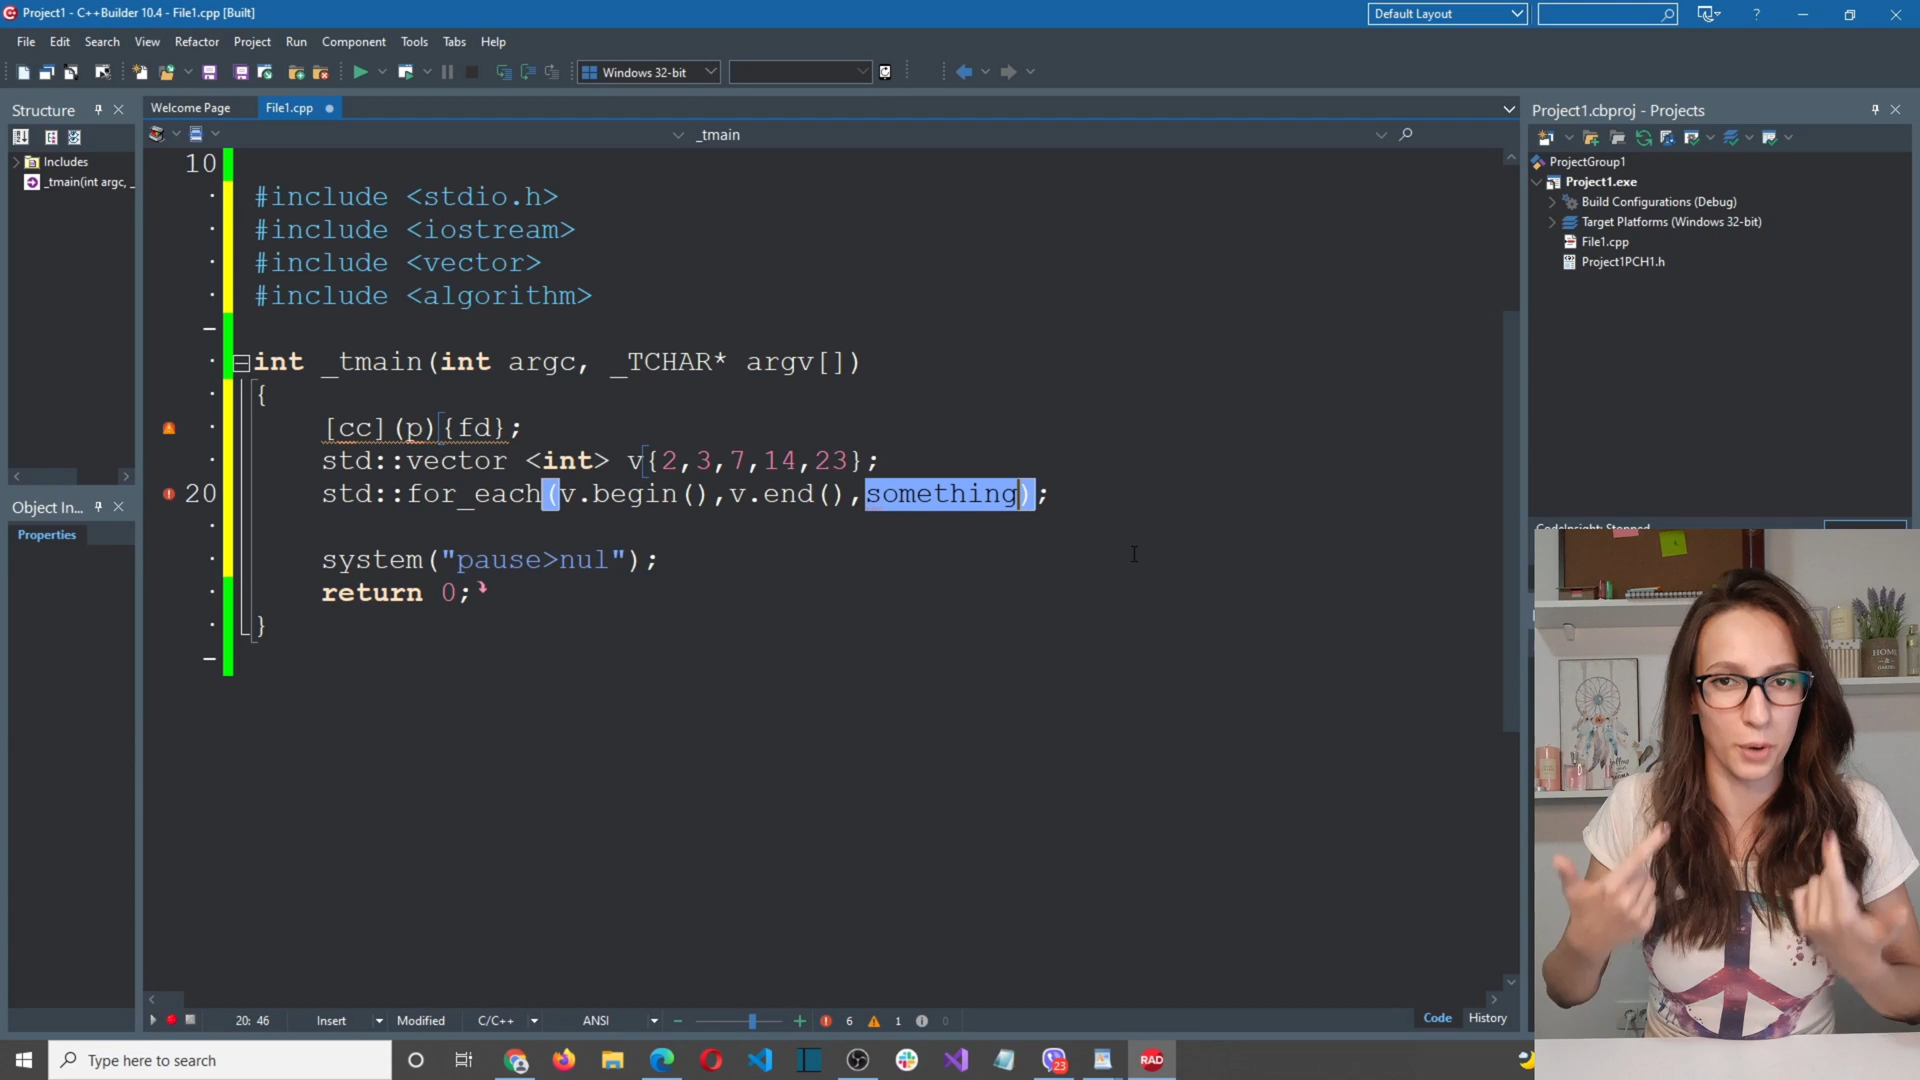 Project1 - C++Builder 10.4 - File1.cpp [Built]
Default Layout
File Edit Search View Refactor Project Run Component Tools Tabs Help
Windows 32-bit
Structure
Welcome Page File1.cpp
Project1.cbproj - Projects
_tmain
Includes
_tmain(int argc, _
ProjectGroup1
Project1.exe
Build Configurations (Debug)
Target Platforms (Windows 32-bit)
File1.cpp
Project1PCH1.h
Object In...
Properties
10
#include <stdio.h>
#include <iostream>
#include <vector>
#include <algorithm>
int _tmain(int argc, _TCHAR* argv[])
{
[cc](p){fd};
std::vector <int> v{2,3,7,14,23};
20 std::for_each(v.begin(),v.end(),something);
system("pause>nul");
return 0;
}
CodeInsight: Stopped
HOME
&
GARDEN
20: 46 Insert Modified C/C++ ANSI 6 1 0 Code History
Type here to search
23
RAD